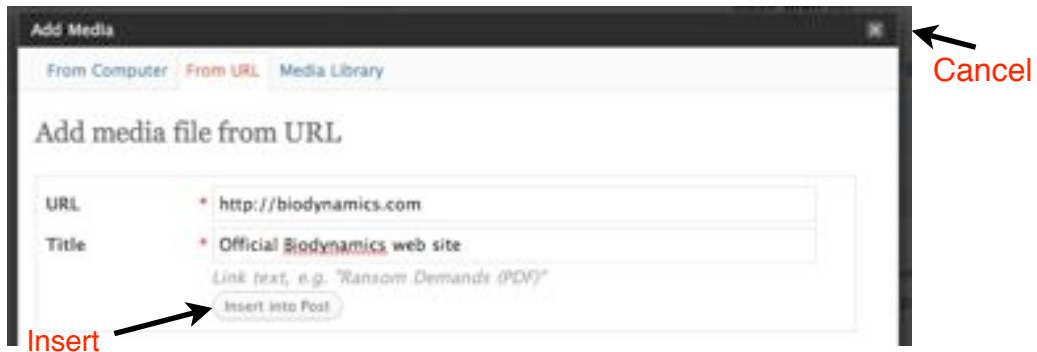 Add Media
Cancel
From Computer From URL Media Library
Add media file from URL
URL * http://biodynamics.com
Title * Official Biodynamics web site
Link text, e.g. "Ransom Demands (PDF)"
Insert into Post
Insert